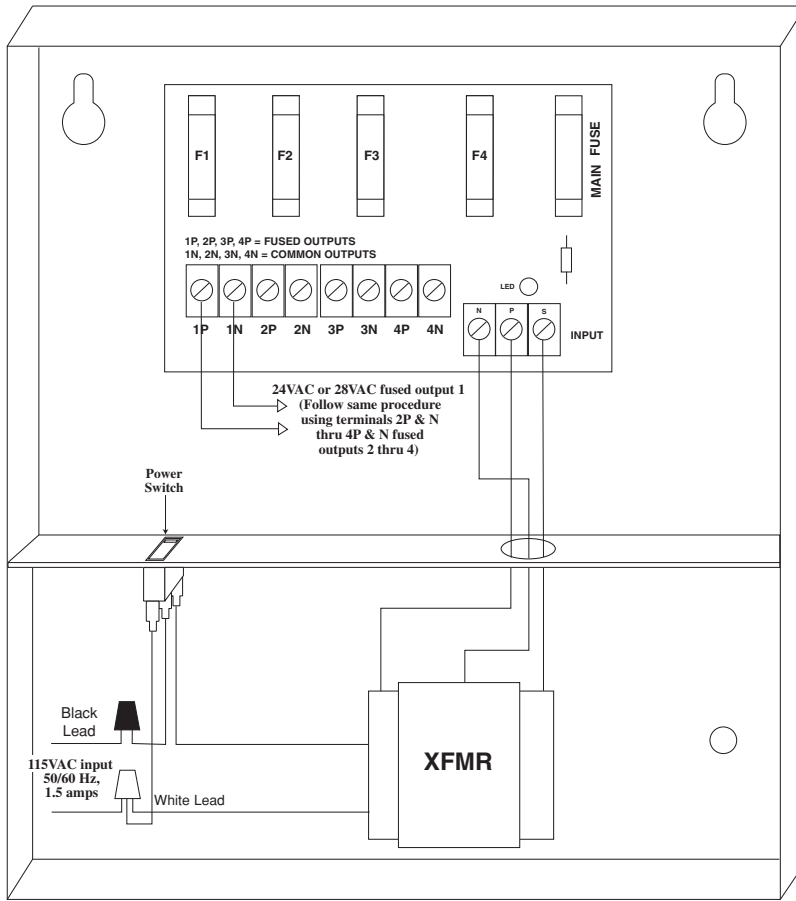 F1
F2
F3
F4
MAIN FUSE
1P, 2P, 3P, 4P = FUSED OUTPUTS
1N, 2N, 3N, 4N = COMMON OUTPUTS
LED
N P S
INPUT
1P 1N 2P 2N 3P 3N 4P 4N
24VAC or 28VAC fused output 1
(Follow same procedure
using terminals 2P & N
thru 4P & N fused
outputs 2 thru 4)
Power
Switch
Black
Lead
115VAC input
50/60 Hz,
1.5 amps
White Lead
XFMR